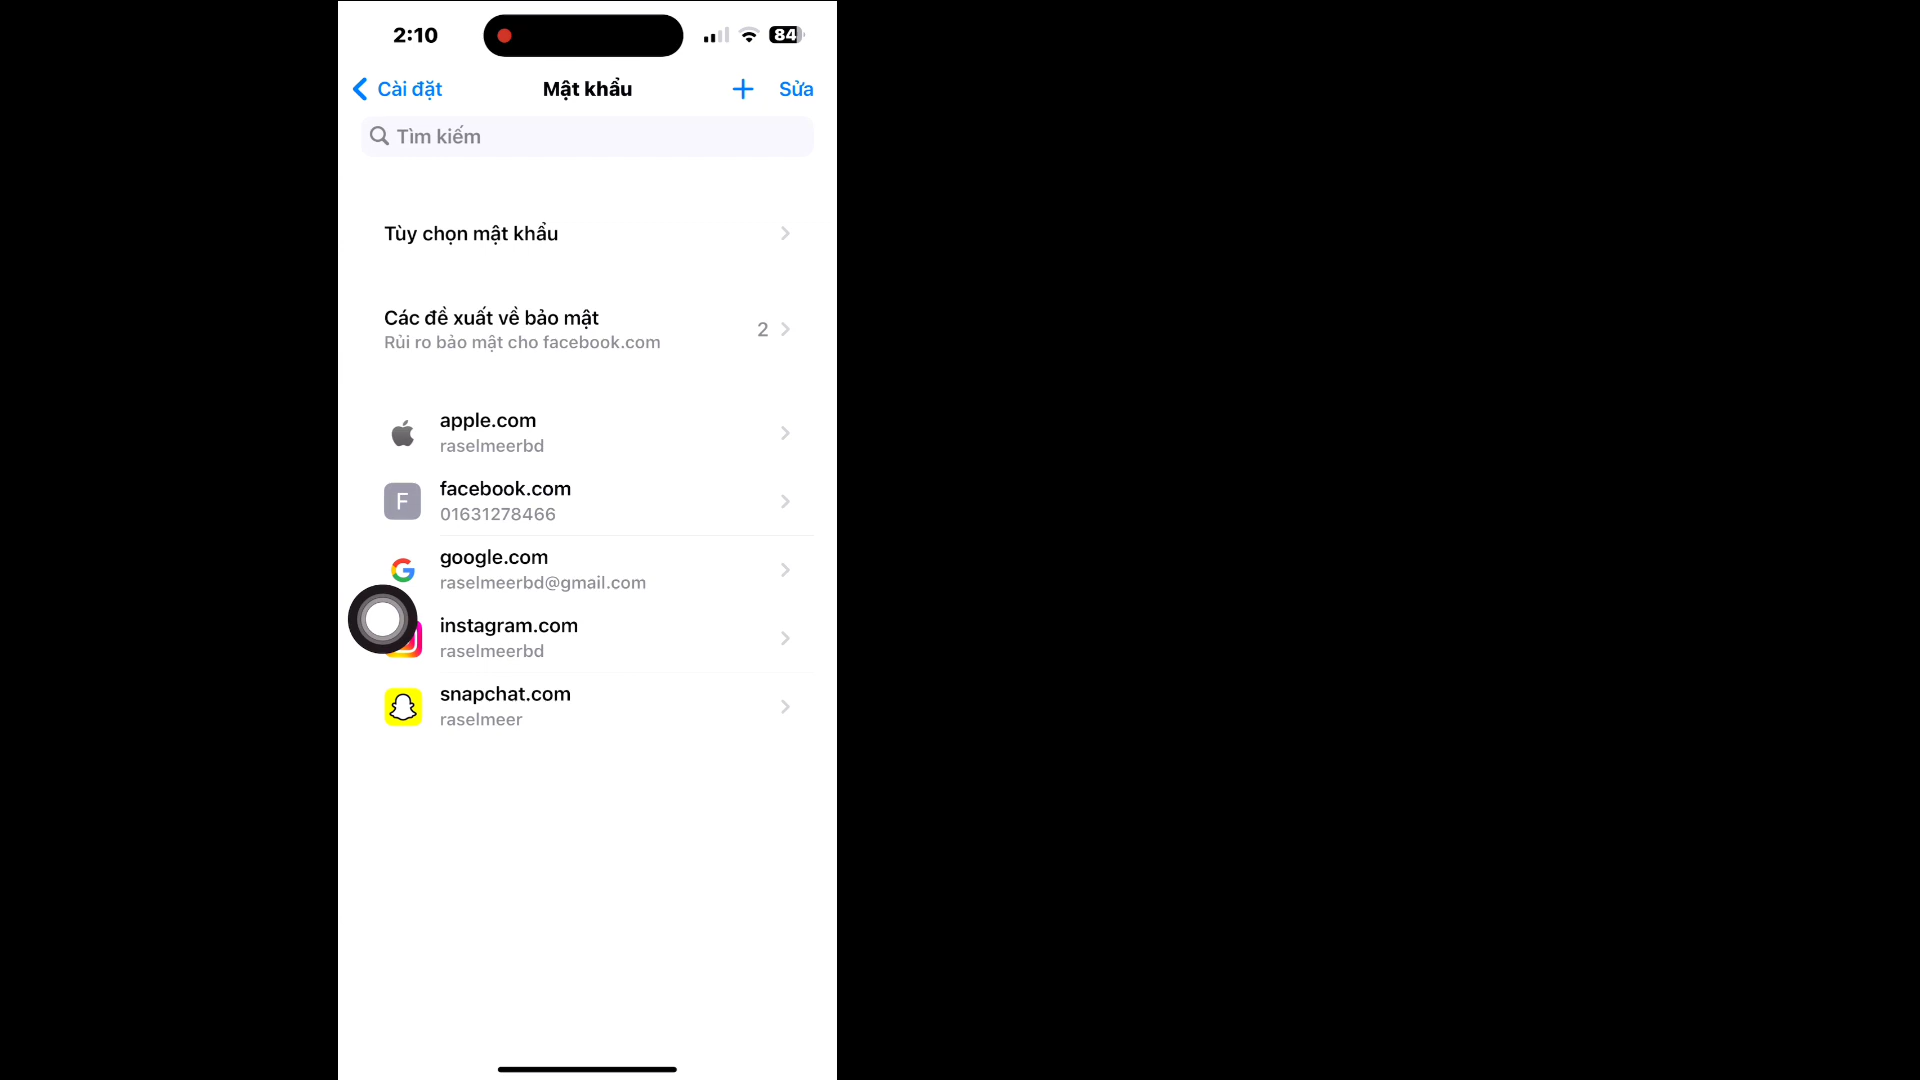 2:10
84
Cài đặt
Mật khẩu
Sửa
Tìm kiếm
Tùy chọn mật khẩu
Các đề xuất về bảo mật
Rủi ro bảo mật cho facebook.com
2
apple.com
raselmeerbd
F
facebook.com
01631278466
google.com
raselmeerbd@gmail.com
instagram.com
raselmeerbd
snapchat.com
raselmeer